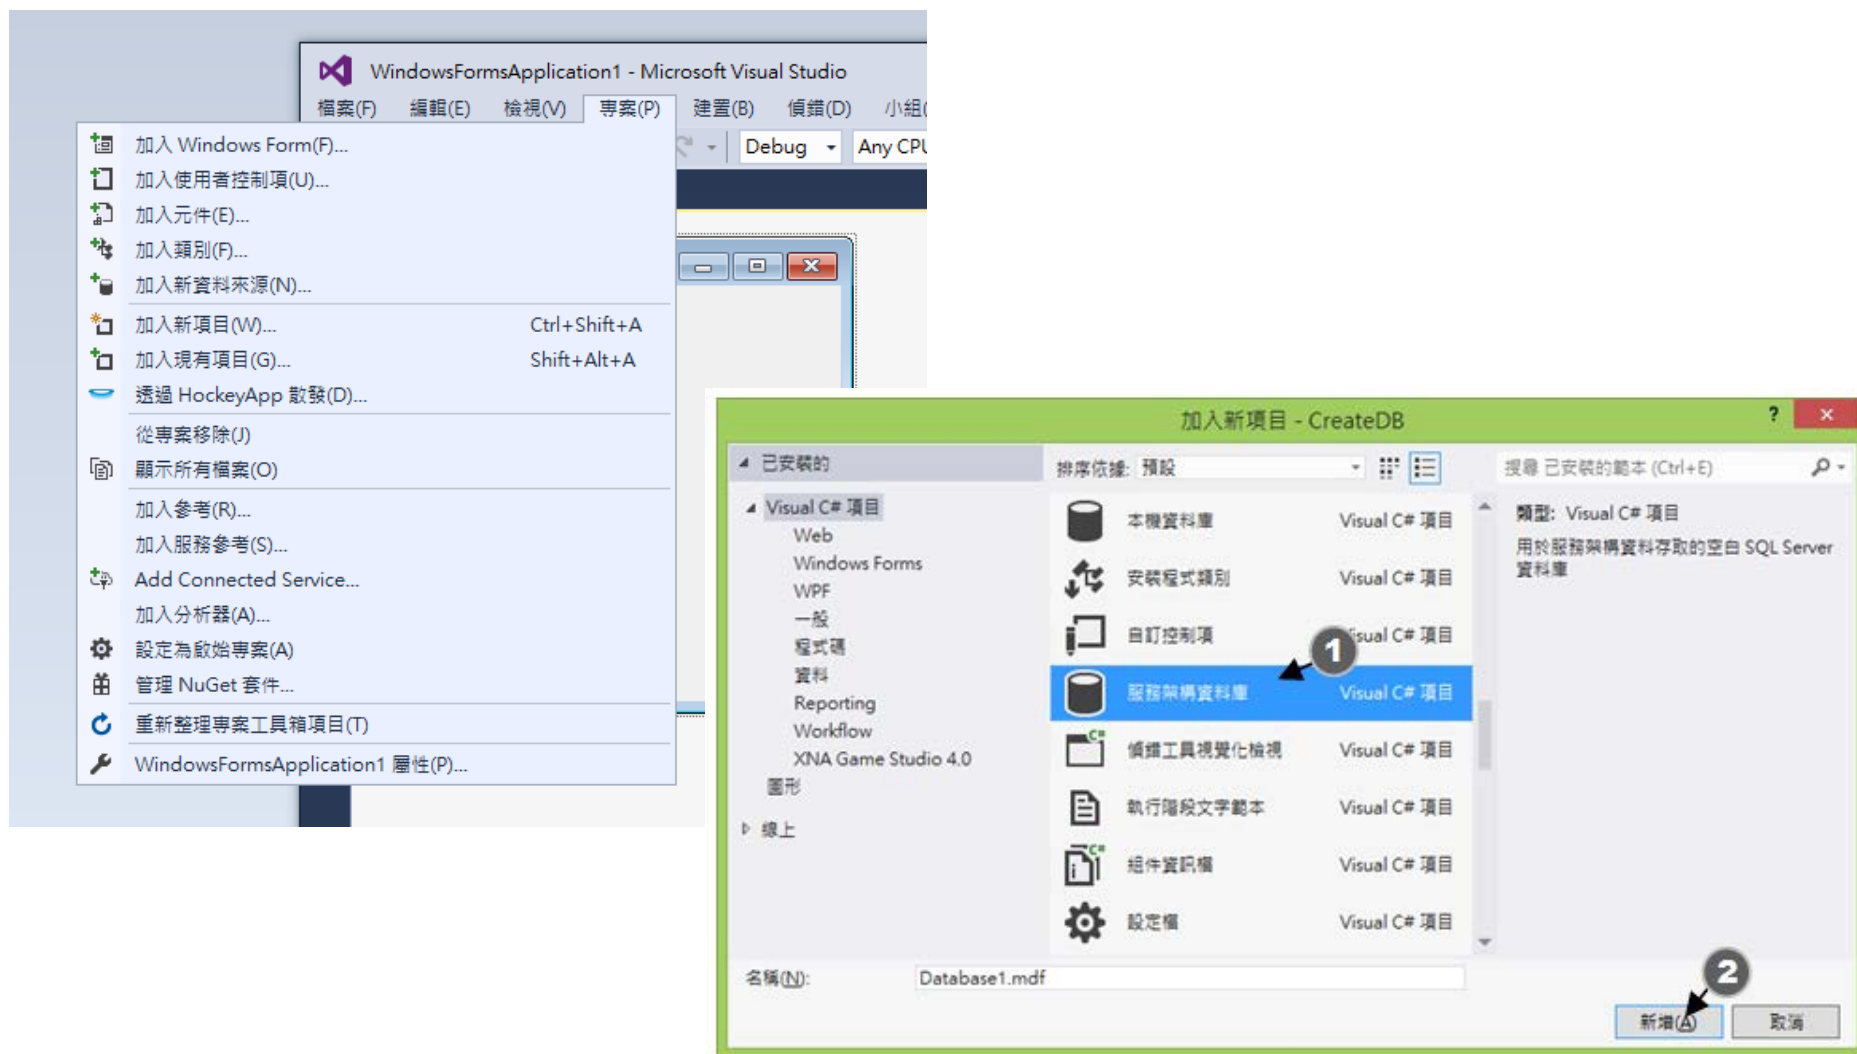 WindowsFormsApplication1 - Microsoft Visual Studio
檔案(F) 編輯(E) 檢視(V) 專案(P) 建置(B) 偵錯(D) 小組(
Debug Any CPU
加入 Windows Form(F)...
加入使用者控制項(U)...
加入元件(E)...
加入類別(F)...
加入新資料來源(N)...
加入新項目(W)... Ctrl+Shift+A
加入現有項目(G)... Shift+Alt+A
透過 HockeyApp 散發(D)...
從專案移除(J)
顯示所有檔案(O)
加入參考(R)...
加入服務參考(S)...
Add Connected Service...
加入分析器(A)...
設定為啟始專案(A)
管理 NuGet 套件...
重新整理專案工具箱項目(T)
WindowsFormsApplication1 屬性(P)...
加入新項目 - CreateDB ?
已安裝的
排序依據: 預設
搜尋 已安裝的範本 (Ctrl+E)
Visual C# 項目
Web
Windows Forms
WPF
一般
程式碼
資料
Reporting
Workflow
XNA Game Studio 4.0
圖形
線上
本機資料庫 Visual C# 項目
安裝程式類別 Visual C# 項目
自訂控制項 Visual C# 項目
1
服務架構資料庫 Visual C# 項目
偵錯工具視覺化檢視 Visual C# 項目
執行階段文字範本 Visual C# 項目
組件資訊檔 Visual C# 項目
設定檔 Visual C# 項目
類型: Visual C# 項目
用於服務架構資料存取的空白 SQL Server
資料庫
名稱(N): Database1.mdf
2
新增(A) 取消